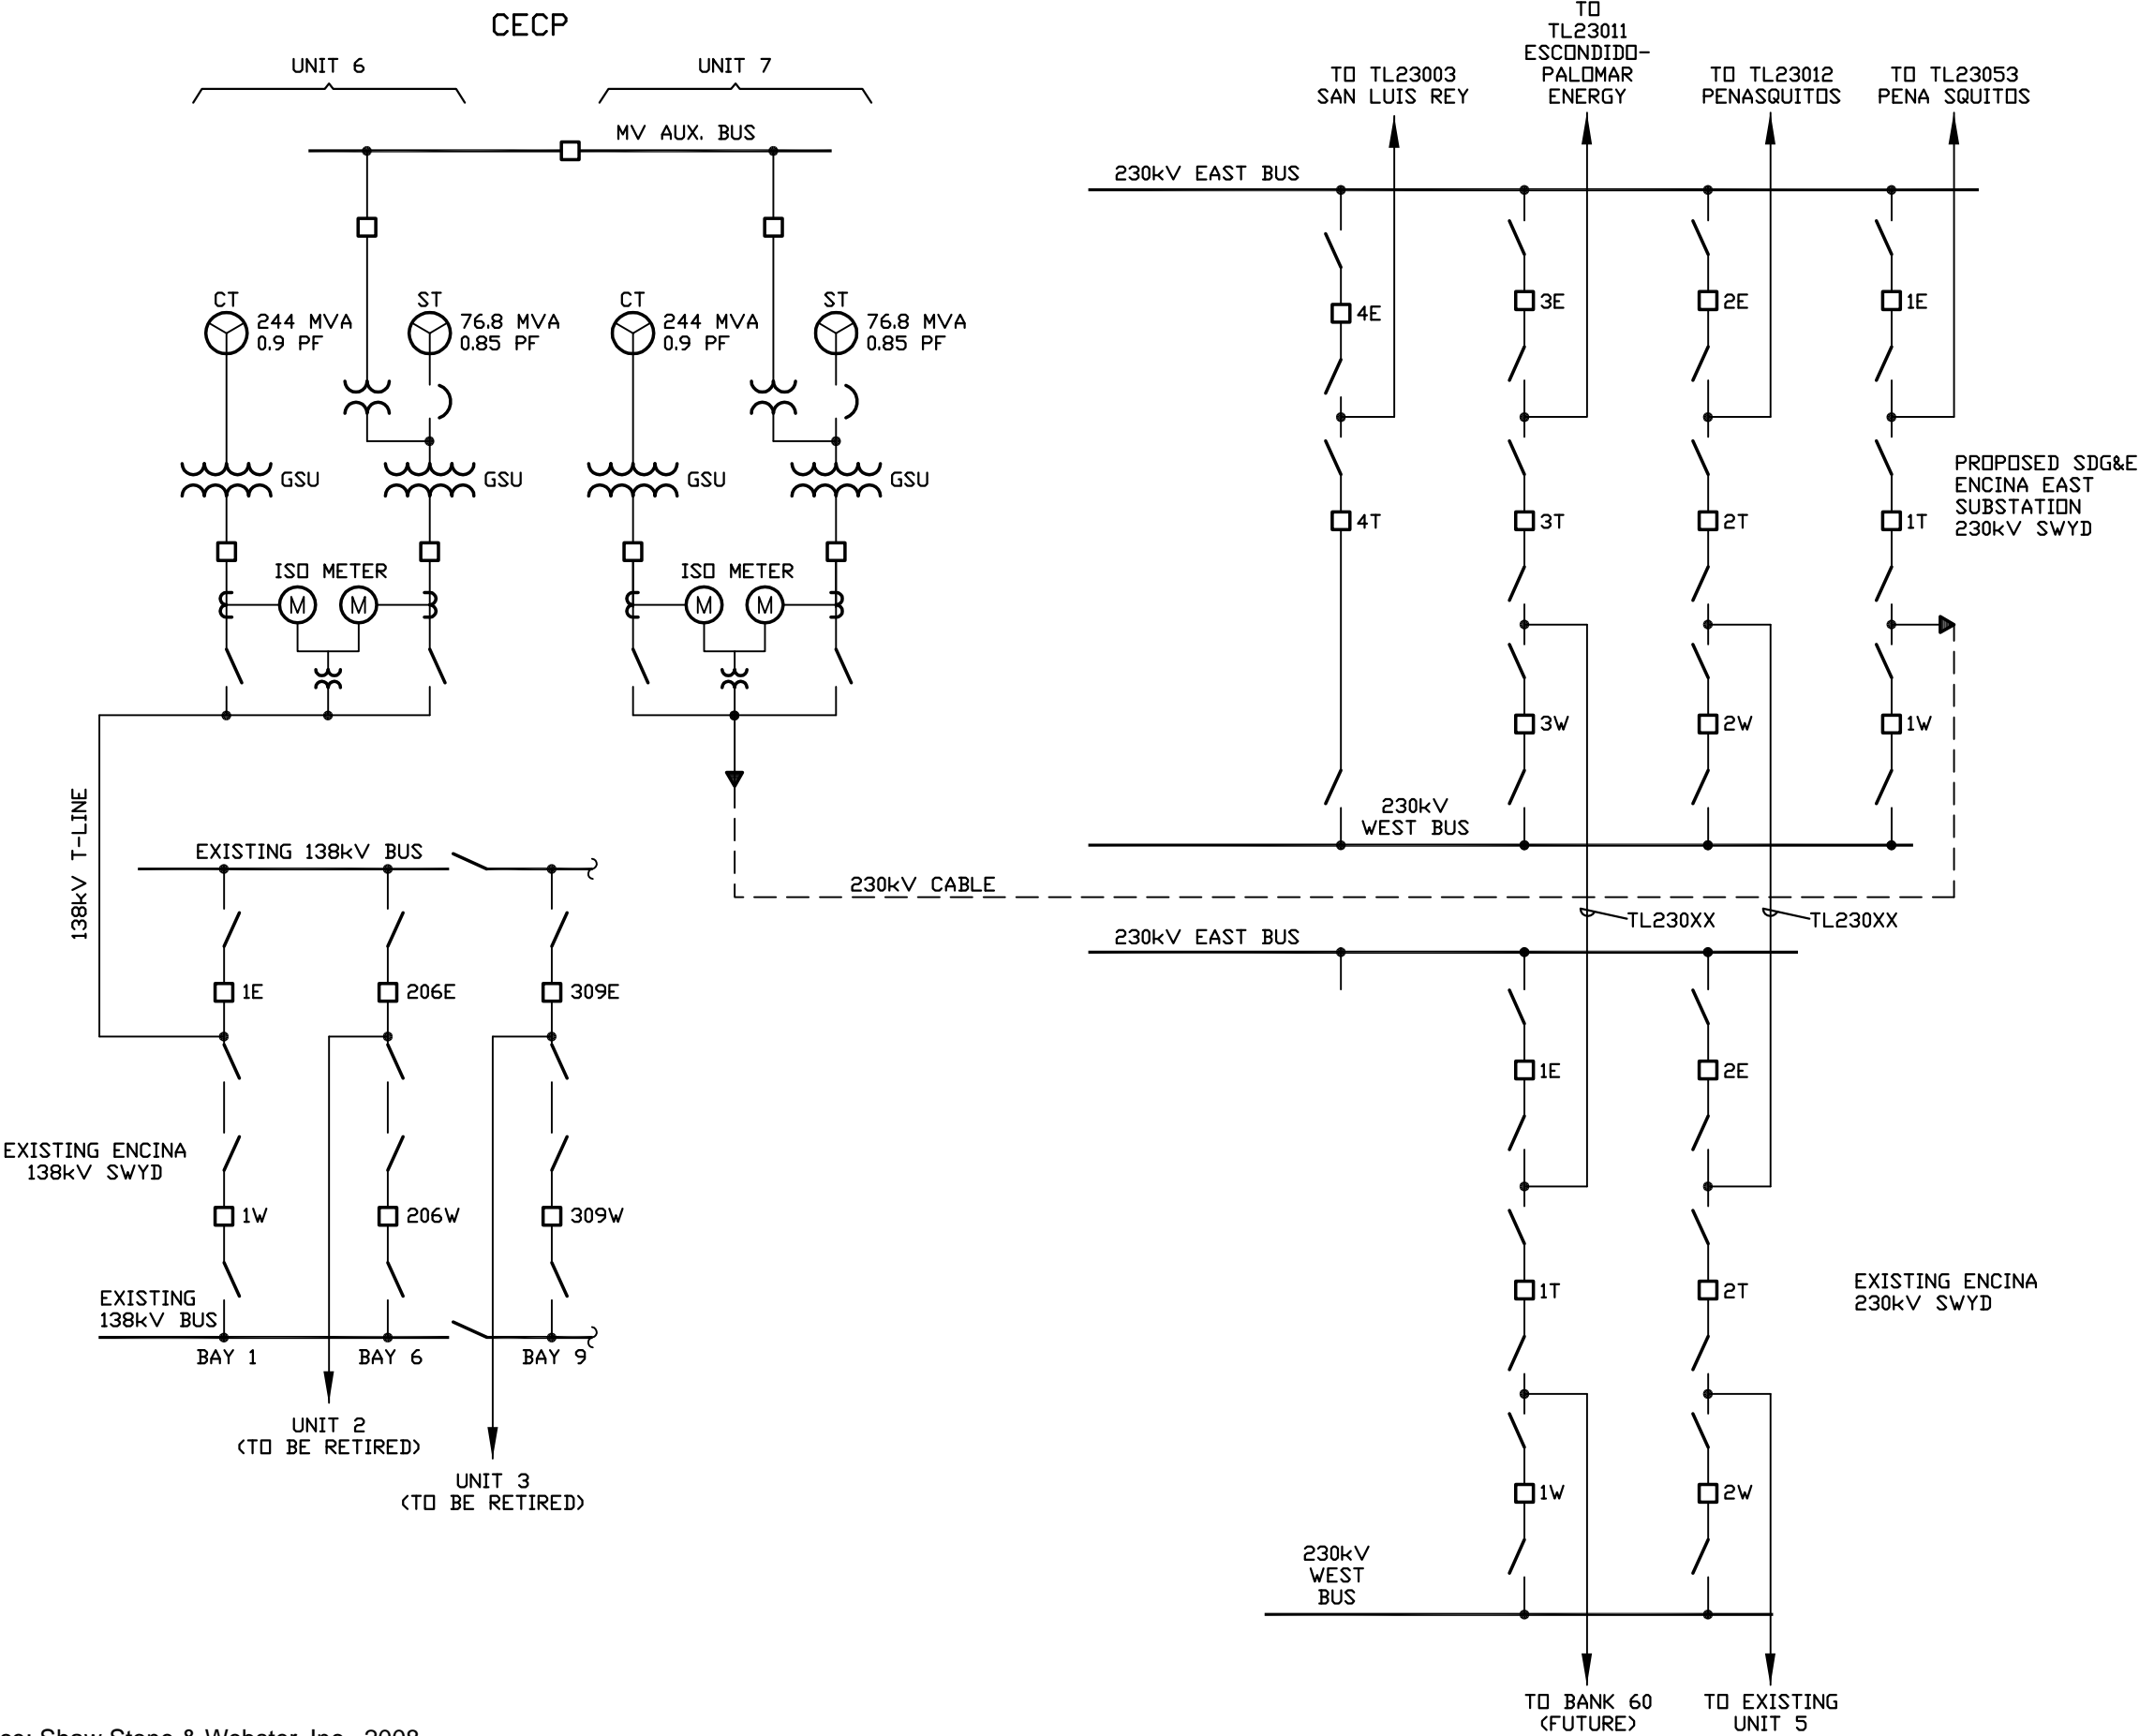 CECP
UNIT 6
UNIT 7
MV AUX. BUS
CT
244 MVA
0.9 PF
ST
76.8 MVA
0.85 PF
CT
244 MVA
0.9 PF
ST
76.8 MVA
0.85 PF
GSU
GSU
GSU
GSU
ISO METER
M
M
ISO METER
M
M
138kV T-LINE
EXISTING 138kV BUS
1E
206E
309E
EXISTING ENCINA
138kV SWYD
1W
206W
309W
EXISTING
138kV BUS
BAY 1
BAY 6
BAY 9
UNIT 2
(TO BE RETIRED)
UNIT 3
(TO BE RETIRED)
230kV CABLE
TO TL23003
SAN LUIS REY
TO
TL23011
ESCONDIDO-
PALOMAR
ENERGY
TO TL23012
PENASQUITOS
TO TL23053
PENA SQUITOS
230kV EAST BUS
4E
3E
2E
1E
PROPOSED SDG&E
ENCINA EAST
SUBSTATION
230kV SWYD
4T
3T
2T
1T
3W
2W
1W
230kV
WEST BUS
TL230XX
TL230XX
230kV EAST BUS
1E
2E
1T
2T
EXISTING ENCINA
230kV SWYD
1W
2W
230kV
WEST
BUS
TO BANK 60
(FUTURE)
TO EXISTING
UNIT 5
Shaw Stone & Webster, Inc., 2008